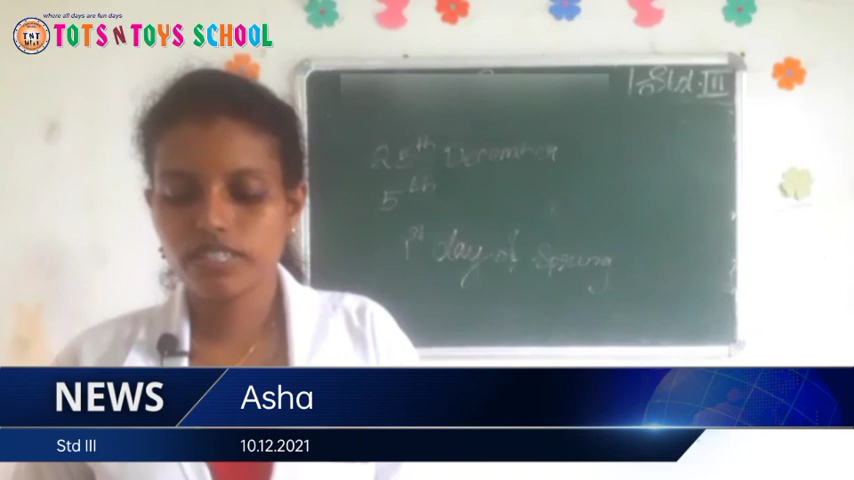 where all days are fun days
TOTS N TOYS SCHOOL
TNT
Std. III
25th December
5th
1st day of Spring
NEWS
Asha
Std III
10.12.2021